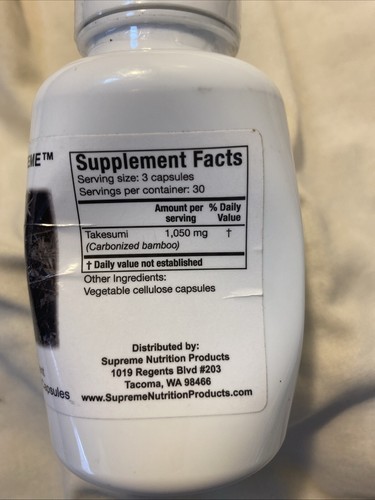 EME™
Supplement Facts
Serving size: 3 capsules
Servings per container: 30
Amount per serving % Daily Value
Takesumi 1,050 mg †
(Carbonized bamboo)
† Daily value not established
Other Ingredients:
Vegetable cellulose capsules
Distributed by:
Supreme Nutrition Products
1019 Regents Blvd #203
Tacoma, WA 98466
www.SupremeNutritionProducts.com